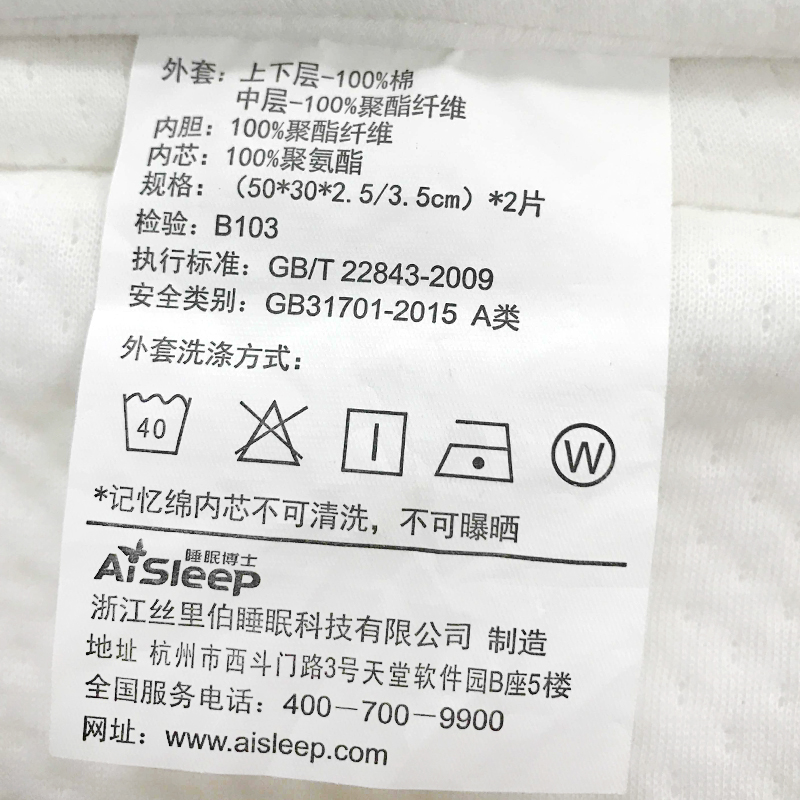 外套：上下层-100%棉
中层-100%聚酯纤维
内胆：100%聚酯纤维
内芯：100%聚氨酯
规格：（50*30*2.5/3.5cm）*2片
检验：B103
执行标准：GB/T 22843-2009
安全类别：GB31701-2015 A类
外套洗涤方式：
40
W
*记忆绵内芯不可清洗，不可曝晒
AiSleep 睡眠博士
浙江丝里伯睡眠科技有限公司 制造
地址 杭州市西斗门路3号天堂软件园B座5楼
全国服务电话：400－700－9900
网址：www.aisleep.com